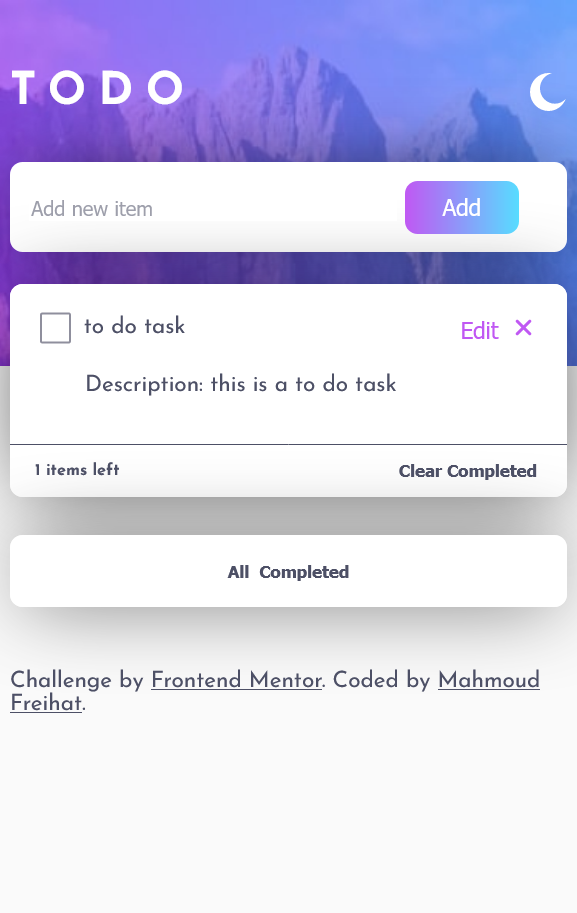 TODO
Add new item
Add
to do task
Edit ×
Description: this is a to do task
1 items left
Clear Completed
All Completed
Challenge by Frontend Mentor. Coded by Mahmoud
Freihat.